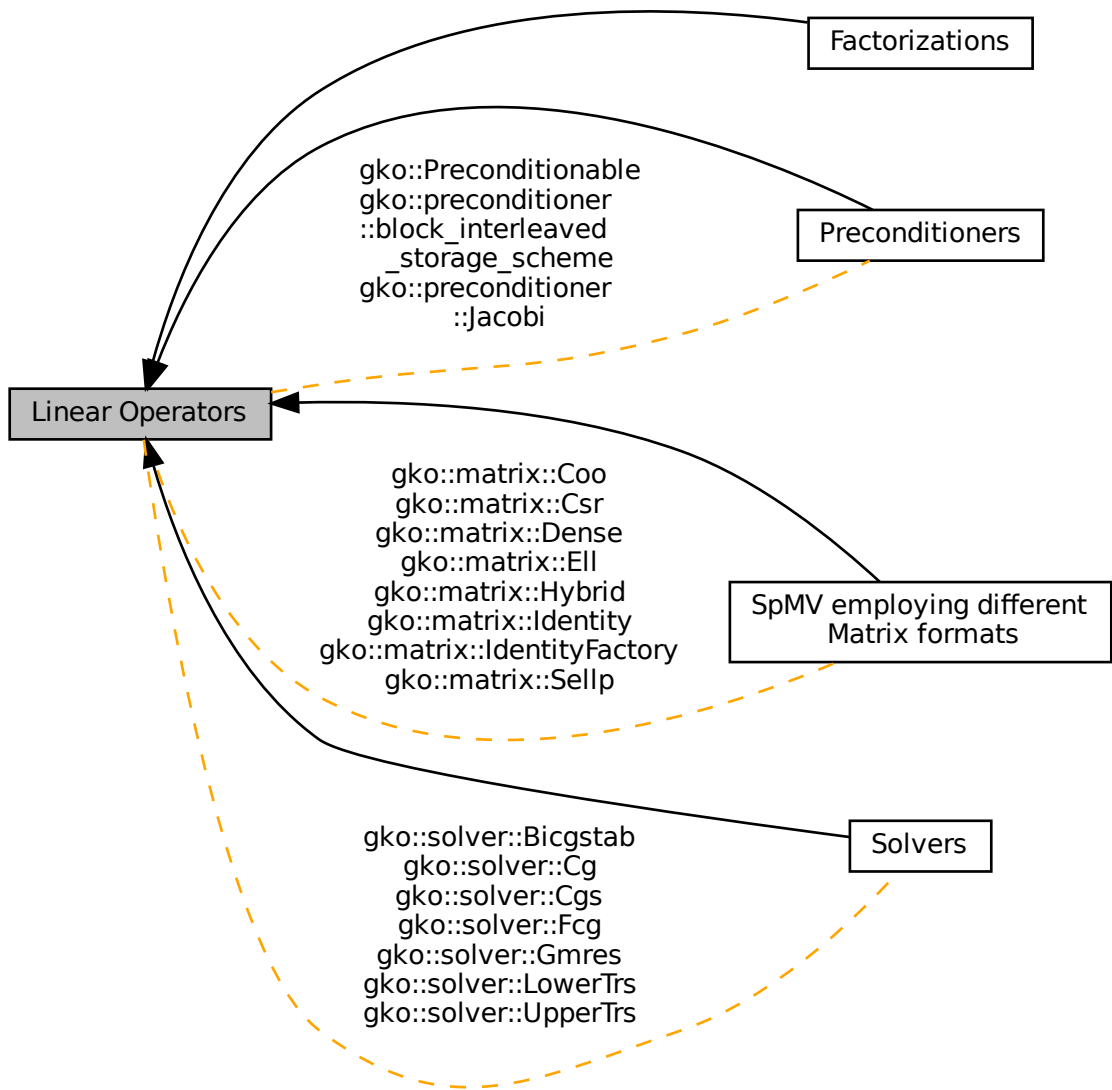 Factorizations
gko::Preconditionable
gko::preconditioner
::block_interleaved
_storage_scheme
gko::preconditioner
::Jacobi
Preconditioners
Linear Operators
gko::matrix::Coo
gko::matrix::Csr
gko::matrix::Dense
gko::matrix::Ell
gko::matrix::Hybrid
gko::matrix::Identity
gko::matrix::IdentityFactory
gko::matrix::Sellp
SpMV employing different
Matrix formats
gko::solver::Bicgstab
gko::solver::Cg
gko::solver::Cgs
gko::solver::Fcg
gko::solver::Gmres
gko::solver::LowerTrs
gko::solver::UpperTrs
Solvers